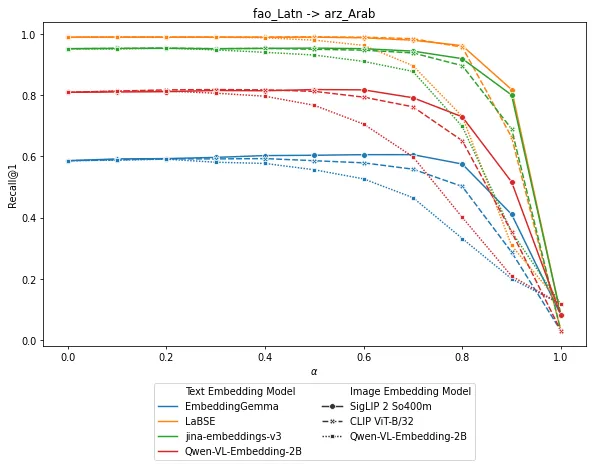 fao_Latn -> arz_Arab
1.0
0.8
0.6
0.4
0.2
0.0
Recall@1
0.0 0.2 0.4 0.6 0.8 1.0
α
Text Embedding Model Image Embedding Model
EmbeddingGemma SigLIP 2 So400m
LaBSE CLIP ViT-B/32
jina-embeddings-v3 Qwen-VL-Embedding-2B
Qwen-VL-Embedding-2B